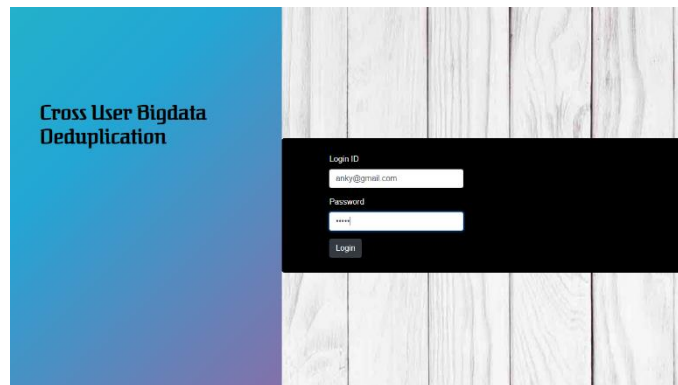 Cross User Bigdata
Deduplication
Login ID
anky@gmail.com
Password
•••••
Login